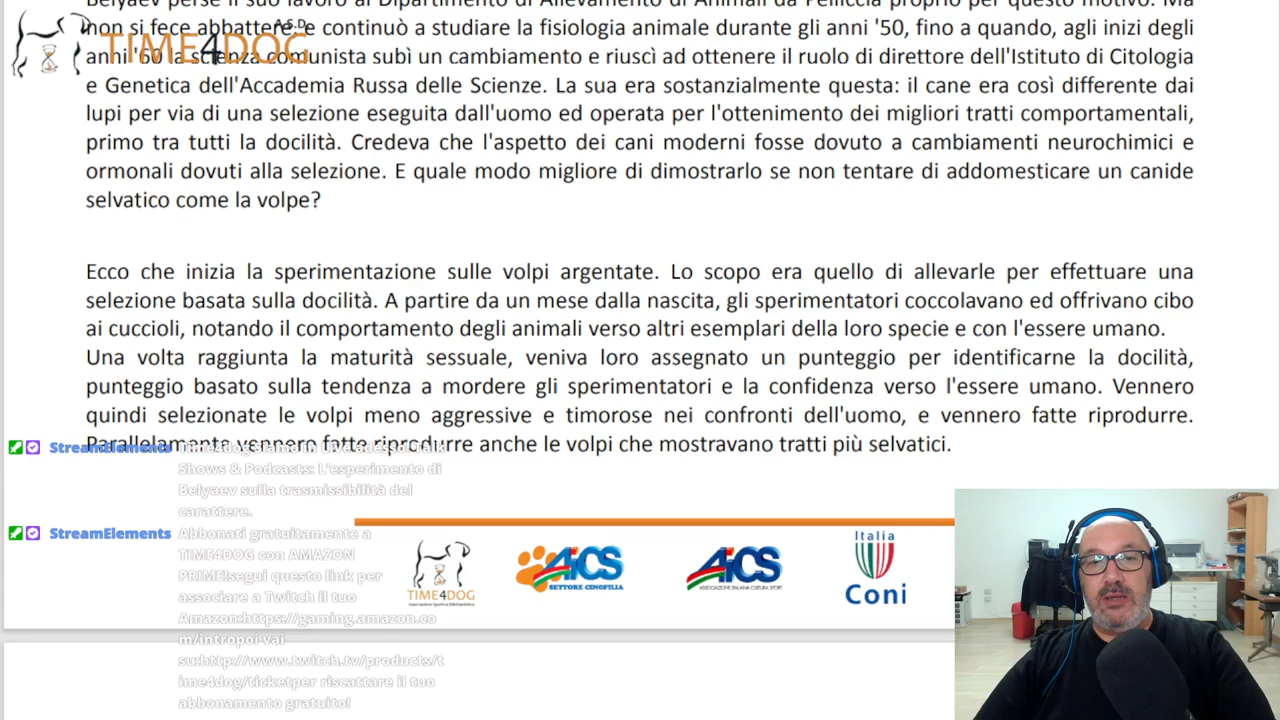 Belyaev perse il suo lavoro al Dipartimento di Allevamento di Animali da Pelliccia proprio per questo motivo. Ma
non si fece abbattere, e continuò a studiare la fisiologia animale durante gli anni '50, fino a quando, agli inizi degli
anni '60 la scienza comunista subì un cambiamento e riuscì ad ottenere il ruolo di direttore dell'Istituto di Citologia
e Genetica dell'Accademia Russa delle Scienze. La sua era sostanzialmente questa: il cane era così differente dai
lupi per via di una selezione eseguita dall'uomo ed operata per l'ottenimento dei migliori tratti comportamentali,
primo tra tutti la docilità. Credeva che l'aspetto dei cani moderni fosse dovuto a cambiamenti neurochimici e
ormonali dovuti alla selezione. E quale modo migliore di dimostrarlo se non tentare di addomesticare un canide
selvatico come la volpe?
A.S.D.
TIME4DOG
Ecco che inizia la sperimentazione sulle volpi argentate. Lo scopo era quello di allevarle per effettuare una
selezione basata sulla docilità. A partire da un mese dalla nascita, gli sperimentatori coccolavano ed offrivano cibo
ai cuccioli, notando il comportamento degli animali verso altri esemplari della loro specie e con l'essere umano.
Una volta raggiunta la maturità sessuale, veniva loro assegnato un punteggio per identificarne la docilità,
punteggio basato sulla tendenza a mordere gli sperimentatori e la confidenza verso l'essere umano. Vennero
quindi selezionate le volpi meno aggressive e timorose nei confronti dell'uomo, e vennero fatte riprodurre.
Parallelamente vennero fatte riprodurre anche le volpi che mostravano tratti più selvatici.
StreamElements Time4dog Siamo in Live adesso! Talk
Shows & Podcasts: L'esperimento di
Belyaev sulla trasmissibilità del
carattere.
StreamElements Abbonati gratuitamente a
TIME4DOG con AMAZON
PRIME!segui questo link per
associare a Twitch il tuo
Amazon:https://gaming.amazon.co
m/intropoi vai
su:http://www.twitch.tv/products/t
ime4dog/ticketper riscattare il tuo
abbonamento gratuito!
TIME4DOG
AiCS
SETTORE CINOFILIA
AiCS
ASSOCIAZIONE ITALIANA CULTURA SPORT
Italia
Coni